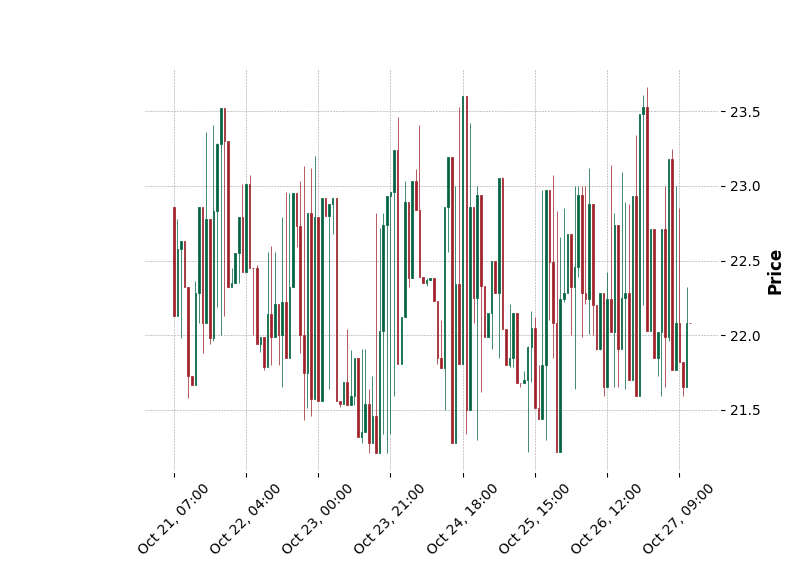 23.5
23.0
22.5
22.0
21.5
Price
Oct 21, 07:00
Oct 22, 04:00
Oct 23, 00:00
Oct 23, 21:00
Oct 24, 18:00
Oct 25, 15:00
Oct 26, 12:00
Oct 27, 09:00